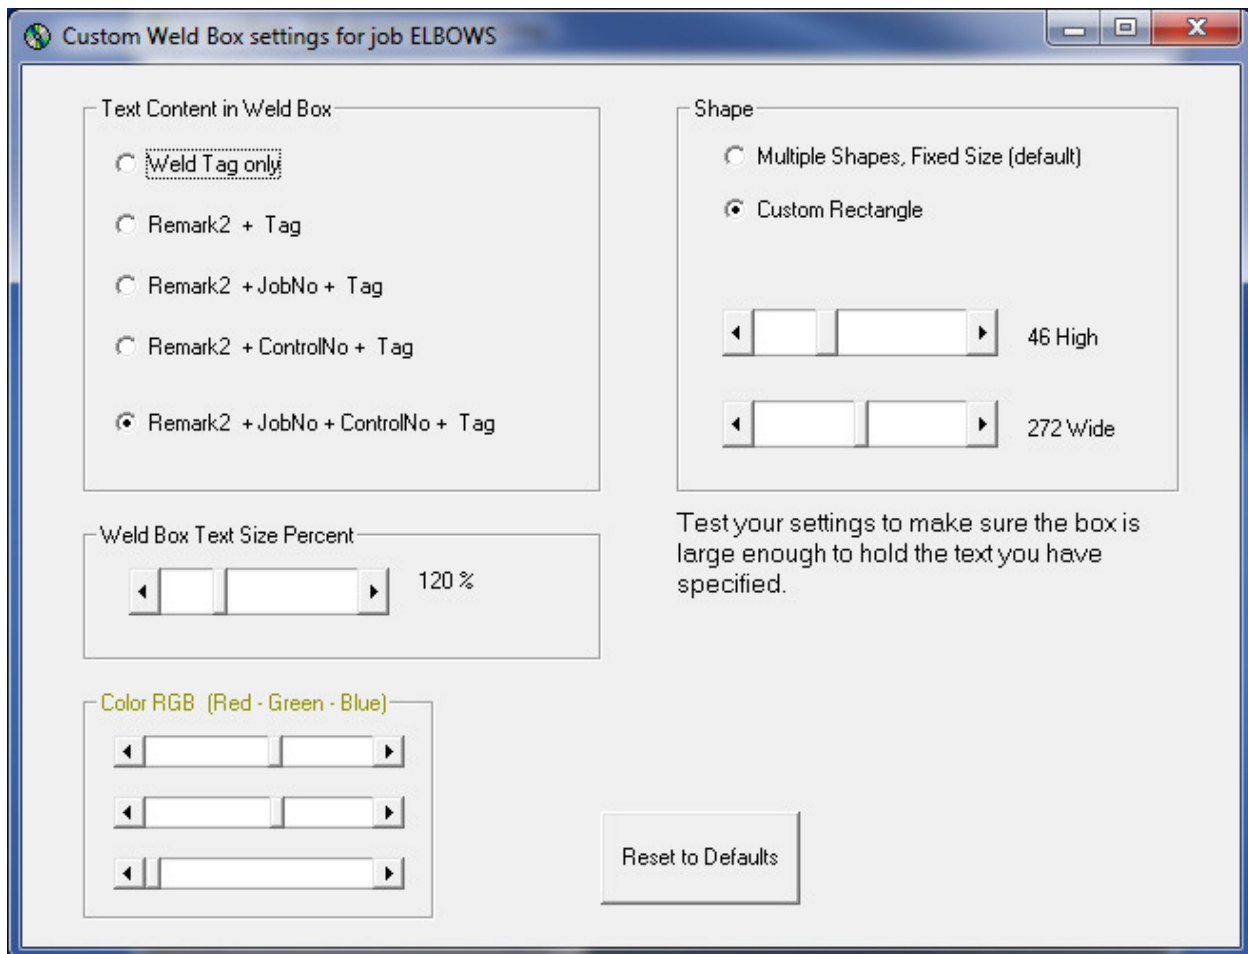 Custom Weld Box settings for job ELBOWS
Text Content in Weld Box
Weld Tag only
Remark2 + Tag
Remark2 + JobNo + Tag
Remark2 + ControlNo + Tag
Remark2 + JobNo + ControlNo + Tag
Shape
Multiple Shapes, Fixed Size (default)
Custom Rectangle
46 High
272 Wide
Test your settings to make sure the box is
large enough to hold the text you have
specified.
Weld Box Text Size Percent
120 %
Color RGB (Red - Green - Blue)
Reset to Defaults